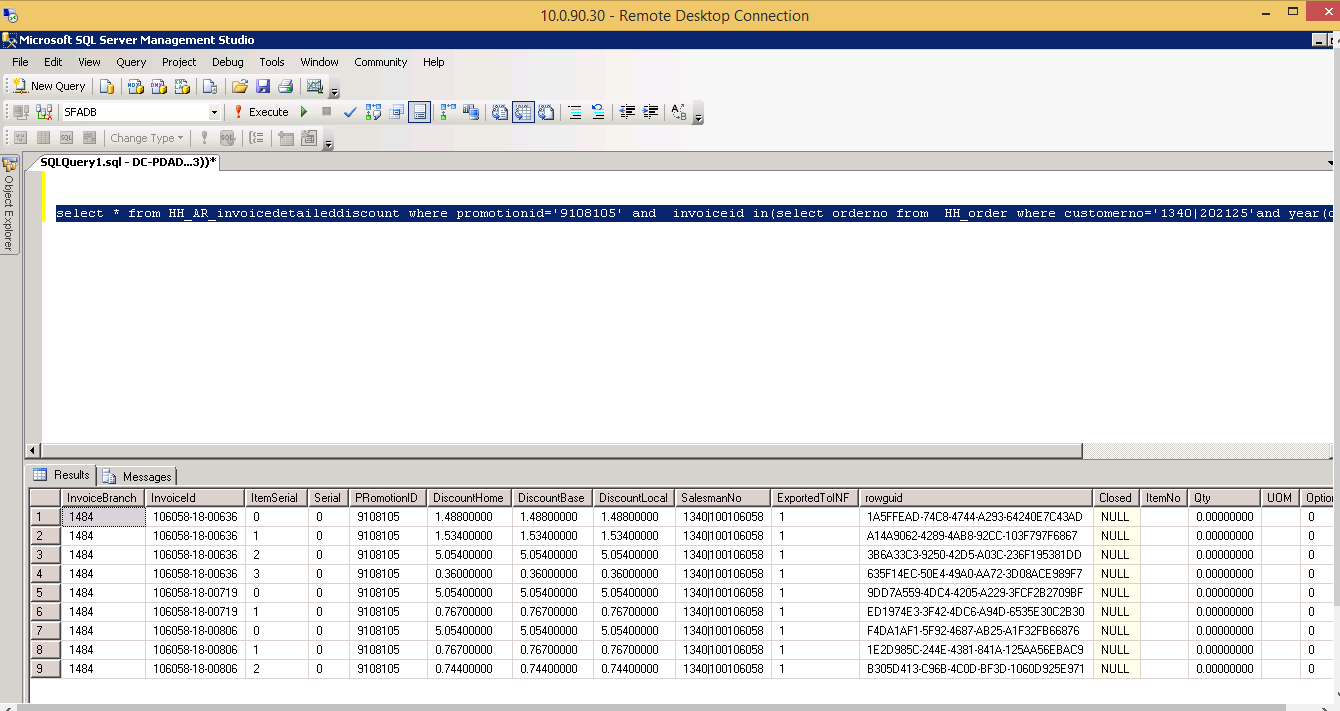 10.0.90.30 - Remote Desktop Connection
Microsoft SQL Server Management Studio
File Edit View Query Project Debug Tools Window Community Help
New Query
SFADB Execute
Change Type
Object Explorer
SQLQuery1.sql - DC-PDAD...3))*
select * from HH_AR_invoicedetaileddiscount where promotionid='9108105' and  invoiceid in(select orderno from  HH_order where customerno='1340|202125'and year(
Results Messages
InvoiceBranch InvoiceId ItemSerial Serial PRomotionID DiscountHome DiscountBase DiscountLocal SalesmanNo ExportedToINF rowguid Closed ItemNo Qty UOM Option
1 1484 106058-18-00636 0 0 9108105 1.48800000 1.48800000 1.48800000 1340|100106058 1 1A5FFEAD-74C8-4744-A293-64240E7C43AD NULL 0.00000000 0
2 1484 106058-18-00636 1 0 9108105 1.53400000 1.53400000 1.53400000 1340|100106058 1 A14A9062-4289-4AB8-92CC-103F797F6867 NULL 0.00000000 0
3 1484 106058-18-00636 2 0 9108105 5.05400000 5.05400000 5.05400000 1340|100106058 1 3B6A33C3-9250-42D5-A03C-236F195381DD NULL 0.00000000 0
4 1484 106058-18-00636 3 0 9108105 0.36000000 0.36000000 0.36000000 1340|100106058 1 635F14EC-50E4-49A0-AA72-3D08ACE989F7 NULL 0.00000000 0
5 1484 106058-18-00719 0 0 9108105 5.05400000 5.05400000 5.05400000 1340|100106058 1 9DD7A559-4DC4-4205-A229-3FCF2B2709BF NULL 0.00000000 0
6 1484 106058-18-00719 1 0 9108105 0.76700000 0.76700000 0.76700000 1340|100106058 1 ED1974E3-3F42-4DC6-A94D-6535E30C2B30 NULL 0.00000000 0
7 1484 106058-18-00806 0 0 9108105 5.05400000 5.05400000 5.05400000 1340|100106058 1 F4DA1AF1-5F92-4687-AB25-A1F32FB66876 NULL 0.00000000 0
8 1484 106058-18-00806 1 0 9108105 0.76700000 0.76700000 0.76700000 1340|100106058 1 1E2D985C-244E-4381-841A-125AA56EBAC9 NULL 0.00000000 0
9 1484 106058-18-00806 2 0 9108105 0.74400000 0.74400000 0.74400000 1340|100106058 1 B305D413-C96B-4C0D-BF3D-1060D925E971 NULL 0.00000000 0